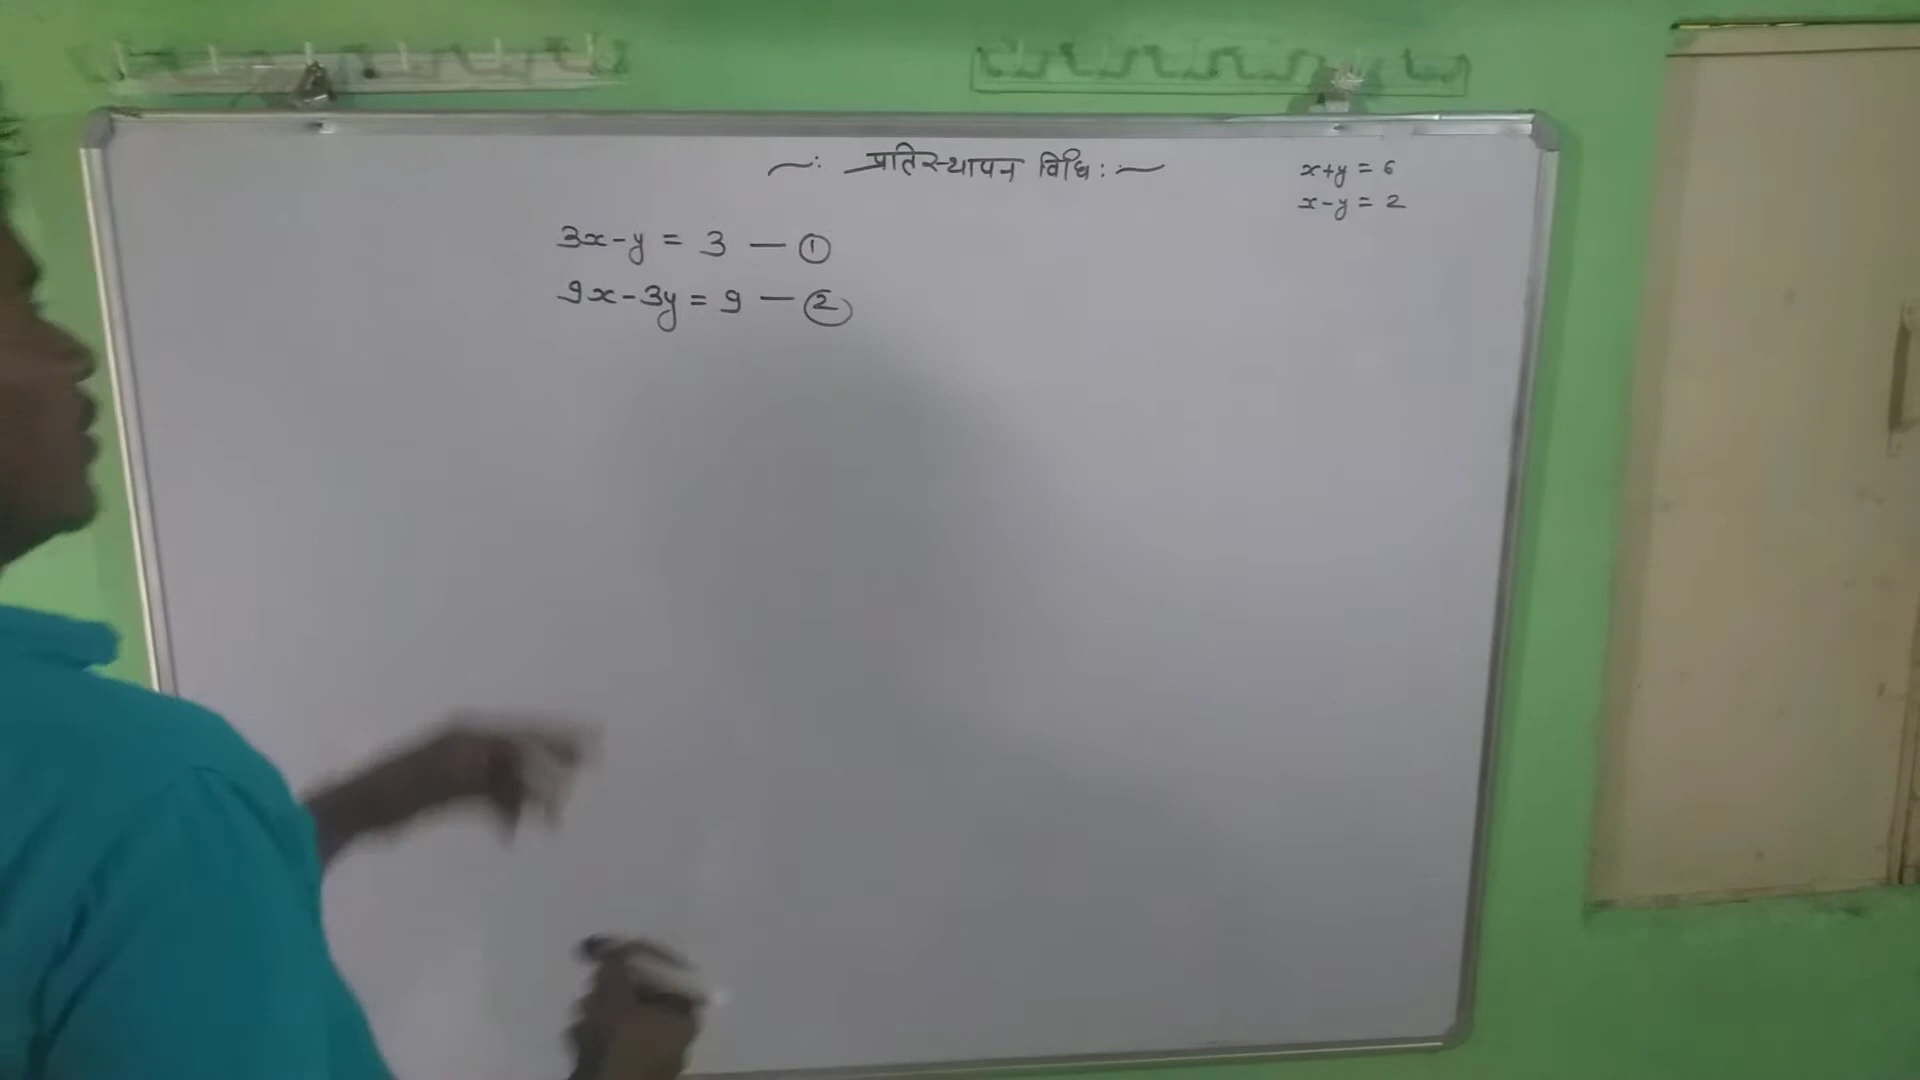 ~: प्रतिस्थापन विधि :~
3x-y = 3 — ①
9x-3y = 9 — ②
x+y = 6
x-y = 2